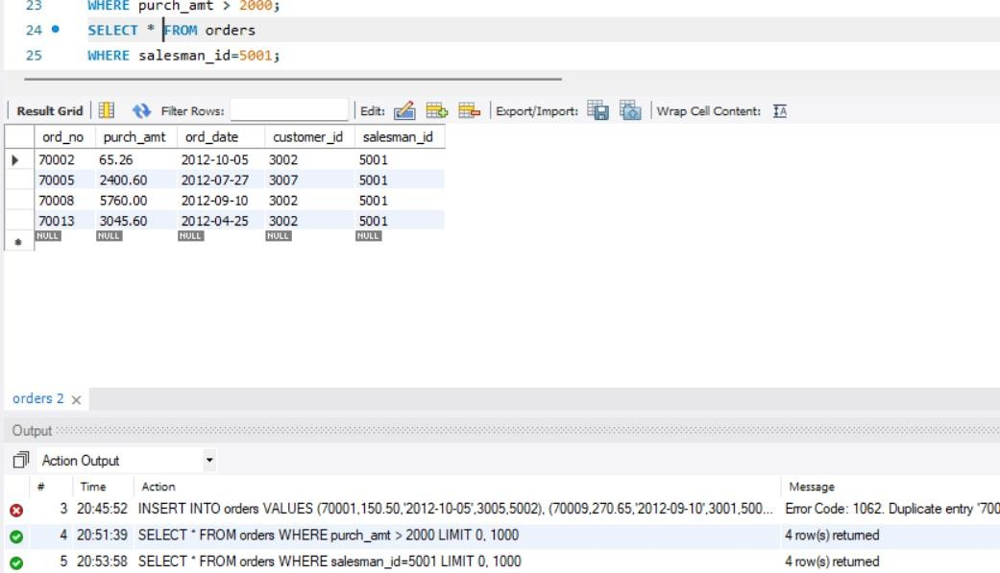 23 WHERE purch_amt > 2000;
24 SELECT * FROM orders
25 WHERE salesman_id=5001;
Result Grid Filter Rows: Edit: Export/Import: Wrap Cell Content: IA
ord_no purch_amt ord_date customer_id salesman_id
70002 65.26 2012-10-05 3002 5001
70005 2400.60 2012-07-27 3007 5001
70008 5760.00 2012-09-10 3002 5001
70013 3045.60 2012-04-25 3002 5001
NULL NULL NULL NULL NULL
orders 2
Output
Action Output
# Time Action Message
3 20:45:52 INSERT INTO orders VALUES (70001,150.50,'2012-10-05',3005,5002), (70009,270.65,'2012-09-10',3001,500... Error Code: 1062. Duplicate entry '700
4 20:51:39 SELECT * FROM orders WHERE purch_amt > 2000 LIMIT 0, 1000 4 row(s) returned
5 20:53:58 SELECT * FROM orders WHERE salesman_id=5001 LIMIT 0, 1000 4 row(s) returned